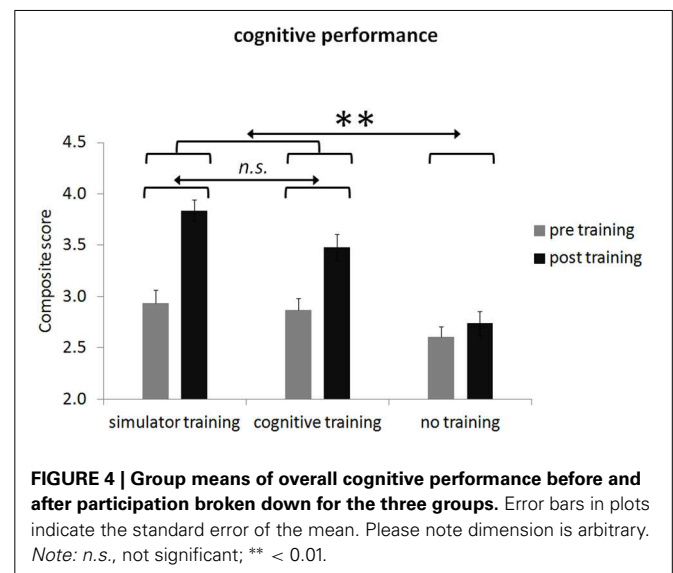 cognitive performance
**
4.5
n.s.
4.0
3.5
3.0
2.5
2.0
Composite score
pre training
post training
simulator training cognitive training no training
FIGURE 4 | Group means of overall cognitive performance before and
after participation broken down for the three groups. Error bars in plots
indicate the standard error of the mean. Please note dimension is arbitrary.
Note: n.s., not significant; ** < 0.01.